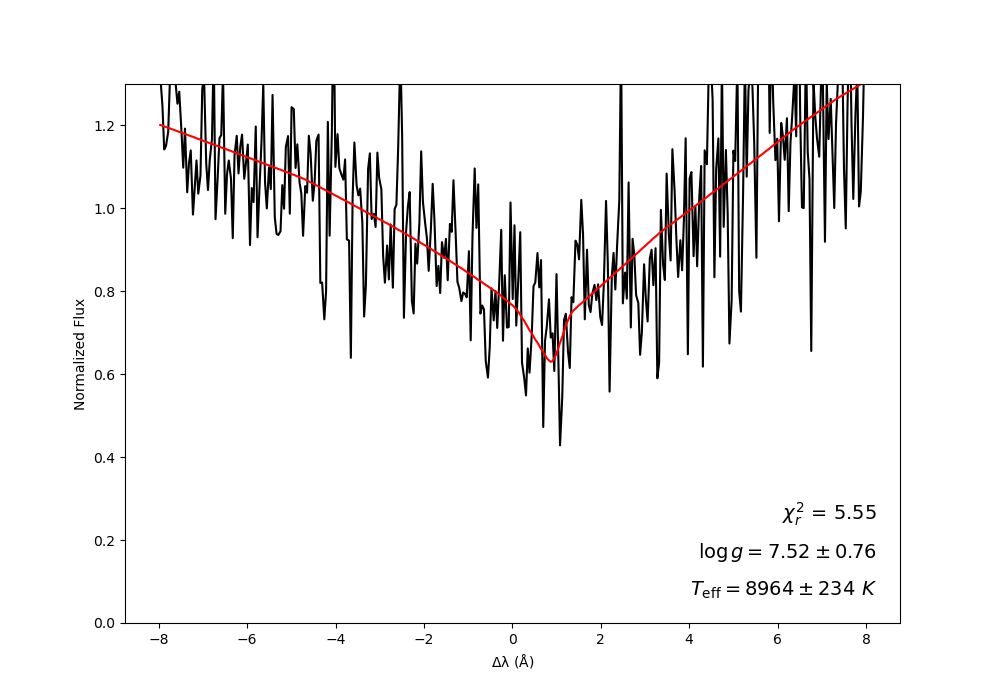 1.2
1.0
0.8
0.6
0.4
0.2
0.0
Normalized Flux
χ²ᵣ = 5.55
log g = 7.52 ± 0.76
T_eff = 8964 ± 234 K
−8 −6 −4 −2 0 2 4 6 8
Δλ (Å)